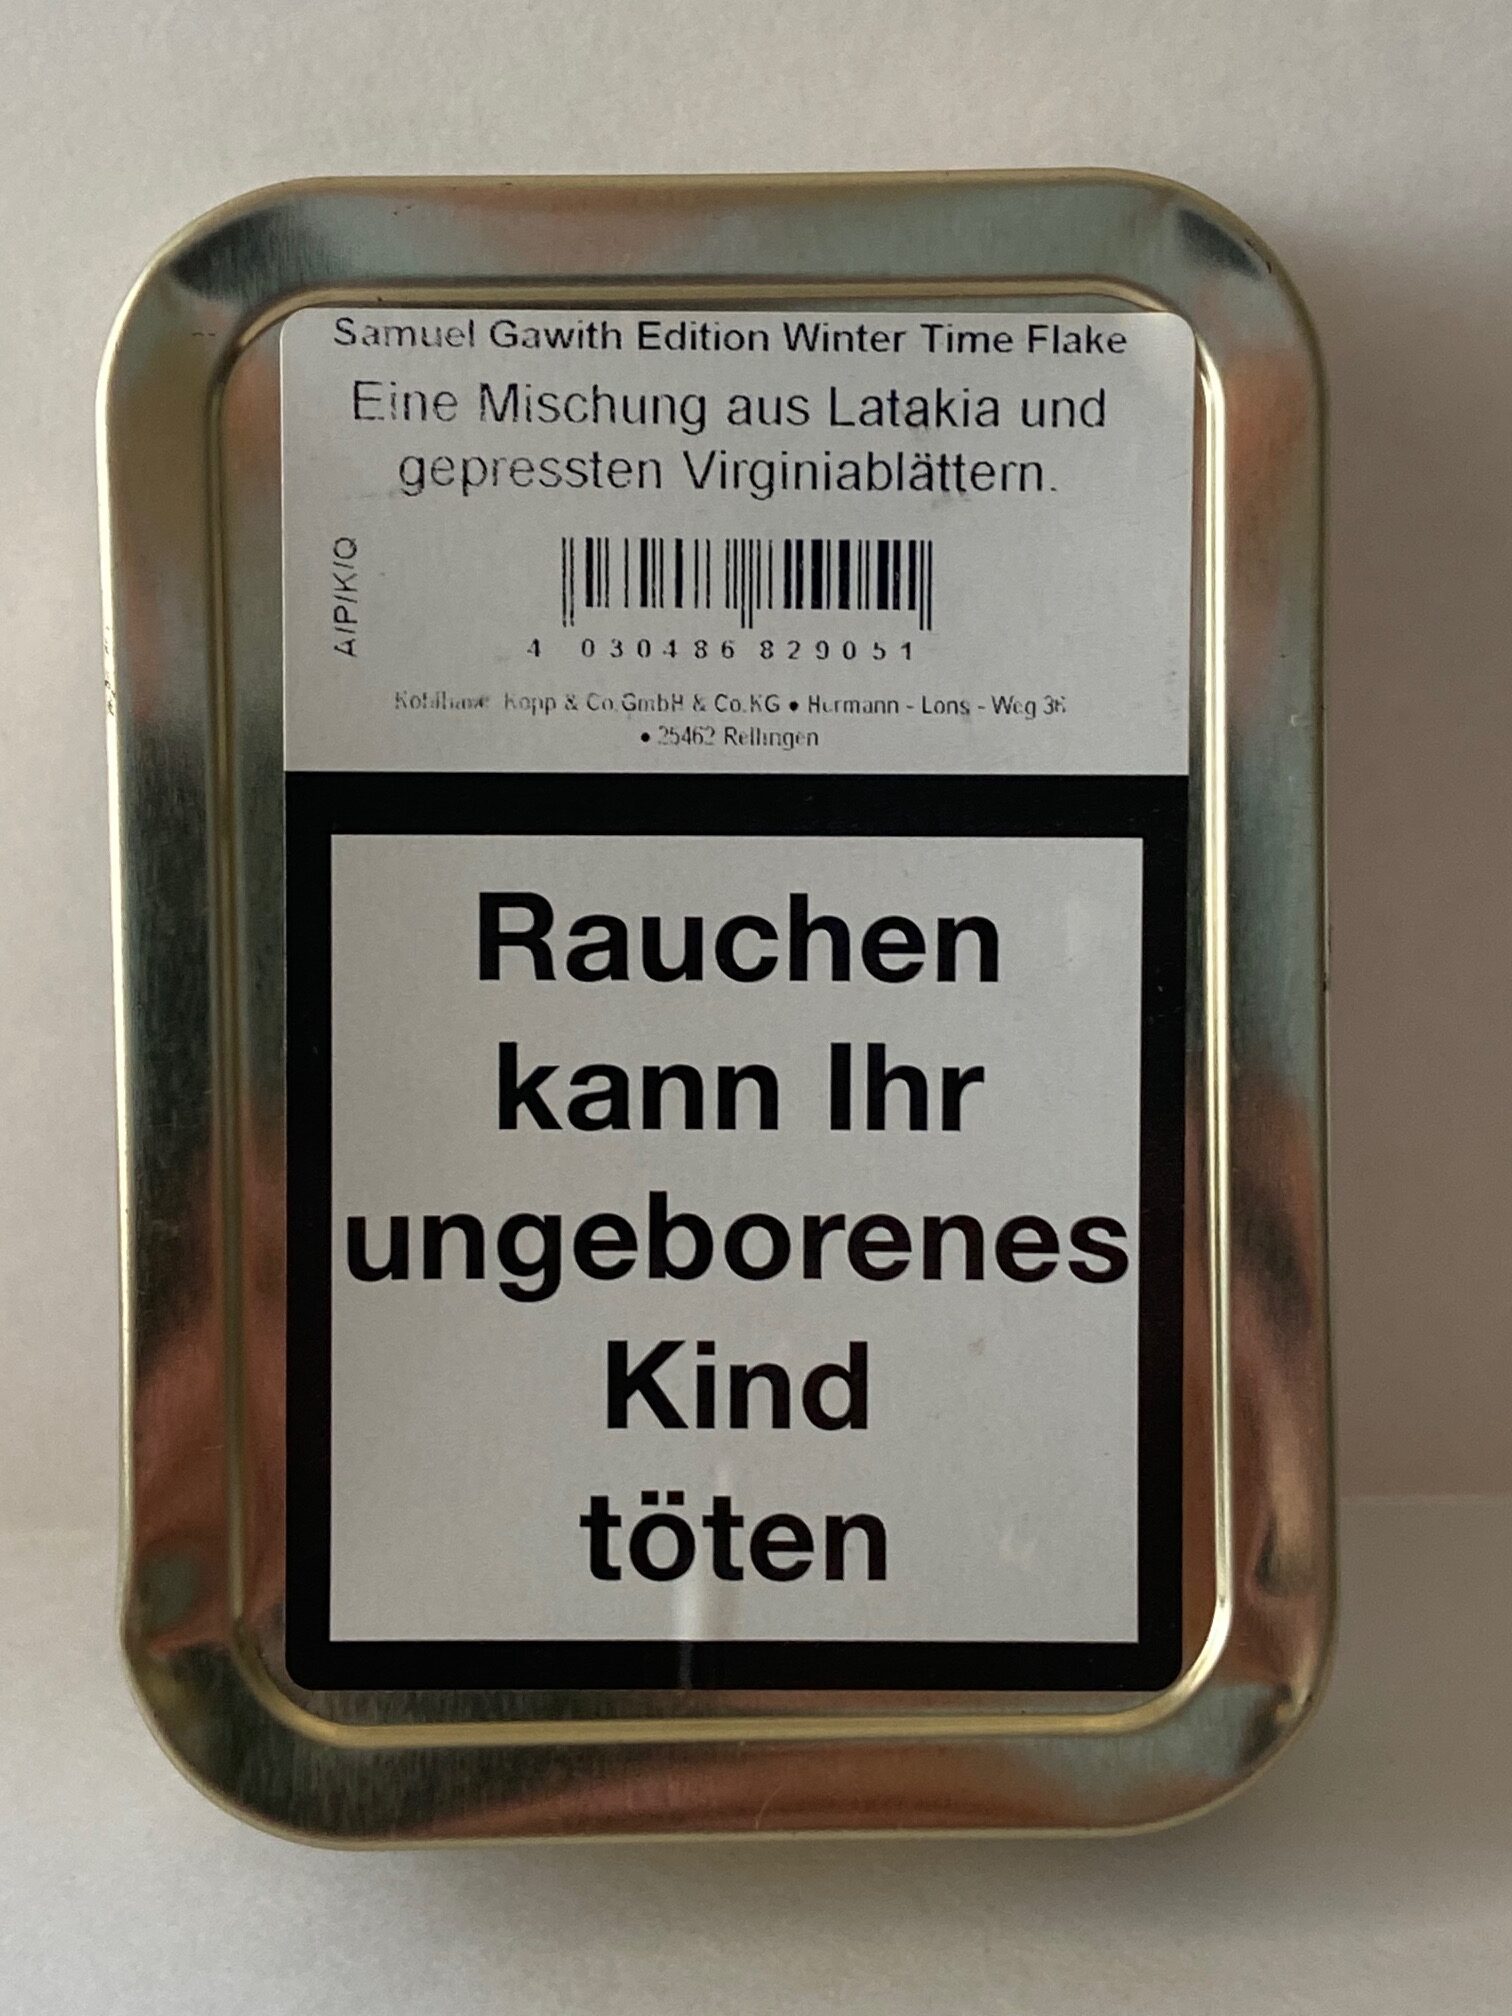 Samuel Gawith Edition Winter Time Flake
Eine Mischung aus Latakia und
gepressten Virginiablättern.
A/P/K/Q
4 030486 829051
Kopp & Co.GmbH & Co.KG • Hermann - Lons - Weg 36
• 25462 Rellingen
Rauchen
kann Ihr
ungeborenes
Kind
töten